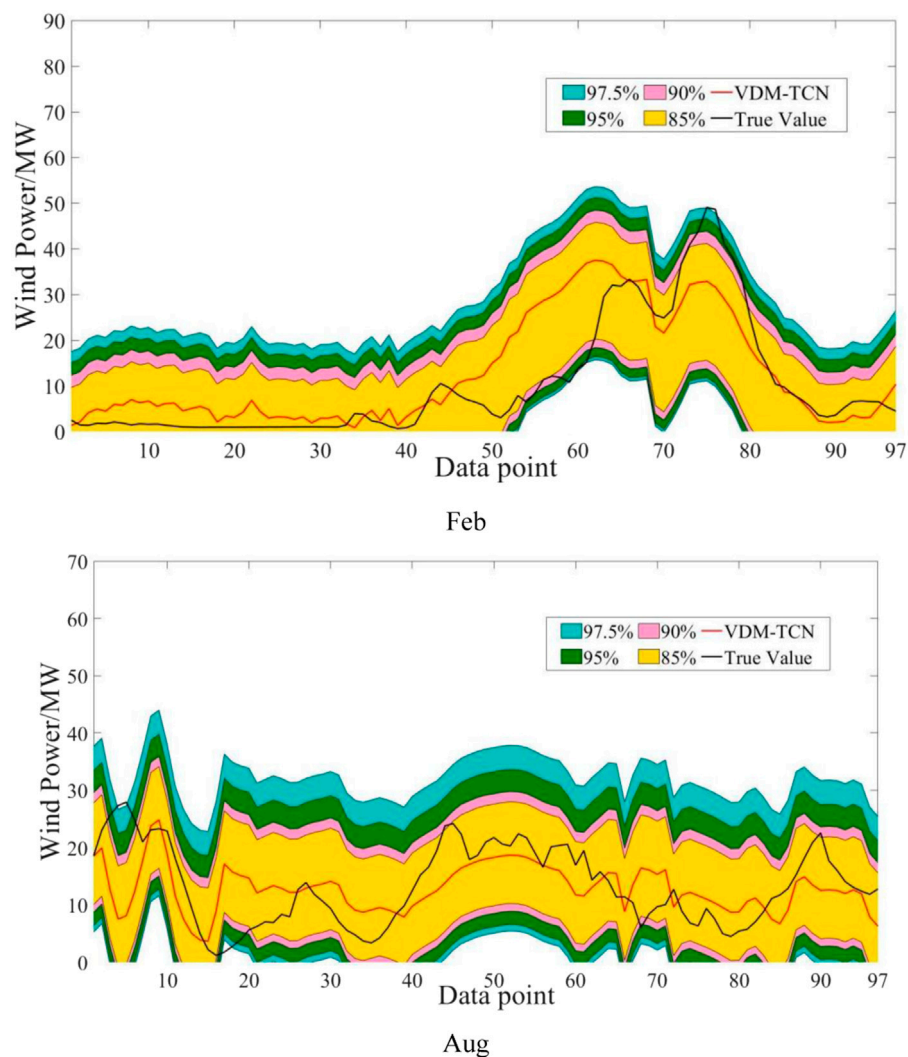 90
80
70
60
50
40
30
20
10
0
Wind Power/MW
97.5% 90% VDM-TCN
95% 85% True Value
10 20 30 40 50 60 70 80 90 97
Data point
Feb
70
60
50
40
30
20
10
0
Wind Power/MW
97.5% 90% VDM-TCN
95% 85% True Value
10 20 30 40 50 60 70 80 90 97
Data point
Aug